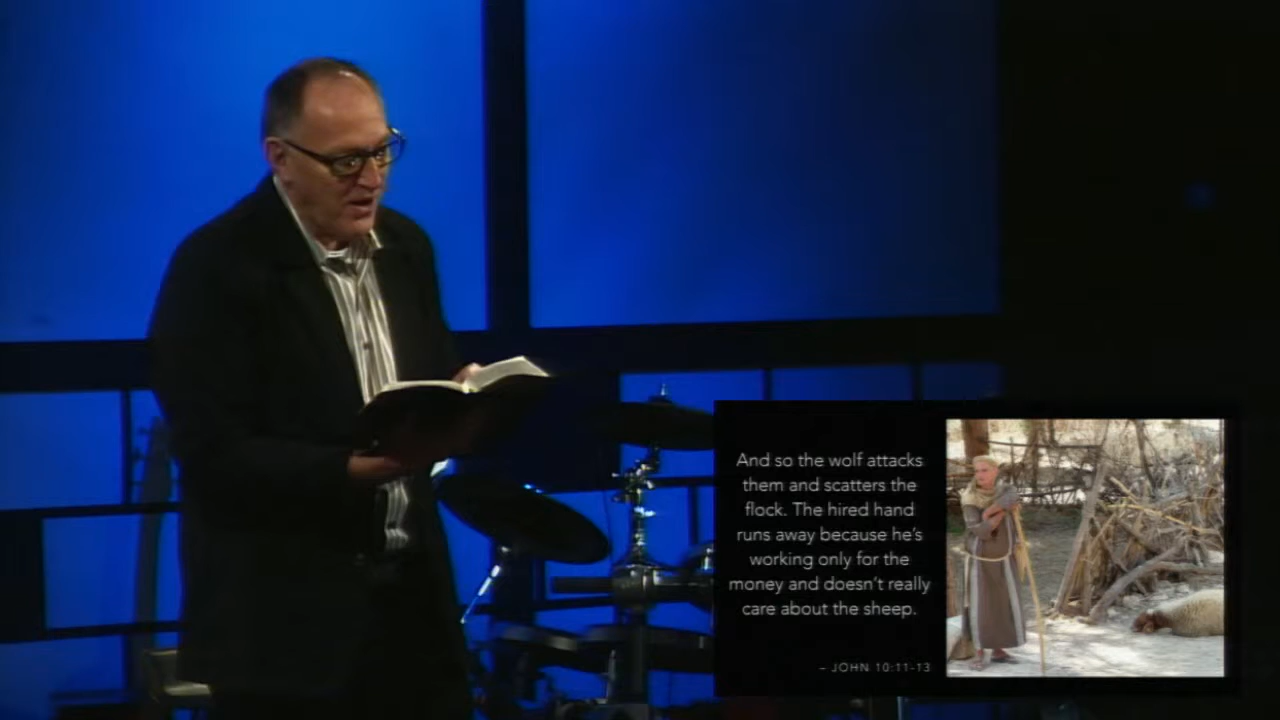 And so the wolf attacks
them and scatters the
flock. The hired hand
runs away because he's
working only for the
money and doesn't really
care about the sheep.
– JOHN 10:11-13